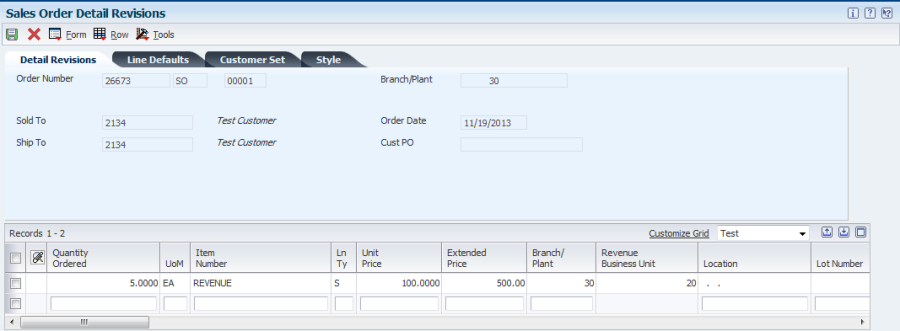 Sales Order Detail Revisions
Form Row Tools
Detail Revisions Line Defaults Customer Set Style
Order Number 26673 SO 00001 Branch/Plant 30
Sold To 2134 Test Customer Order Date 11/19/2013
Ship To 2134 Test Customer Cust PO
Records 1 - 2 Customize Grid Test
Quantity Ordered UoM Item Number Ln Ty Unit Price Extended Price Branch/ Plant Revenue Business Unit Location Lot Number
5.0000 EA REVENUE S 100.0000 500.00 30 20 . .